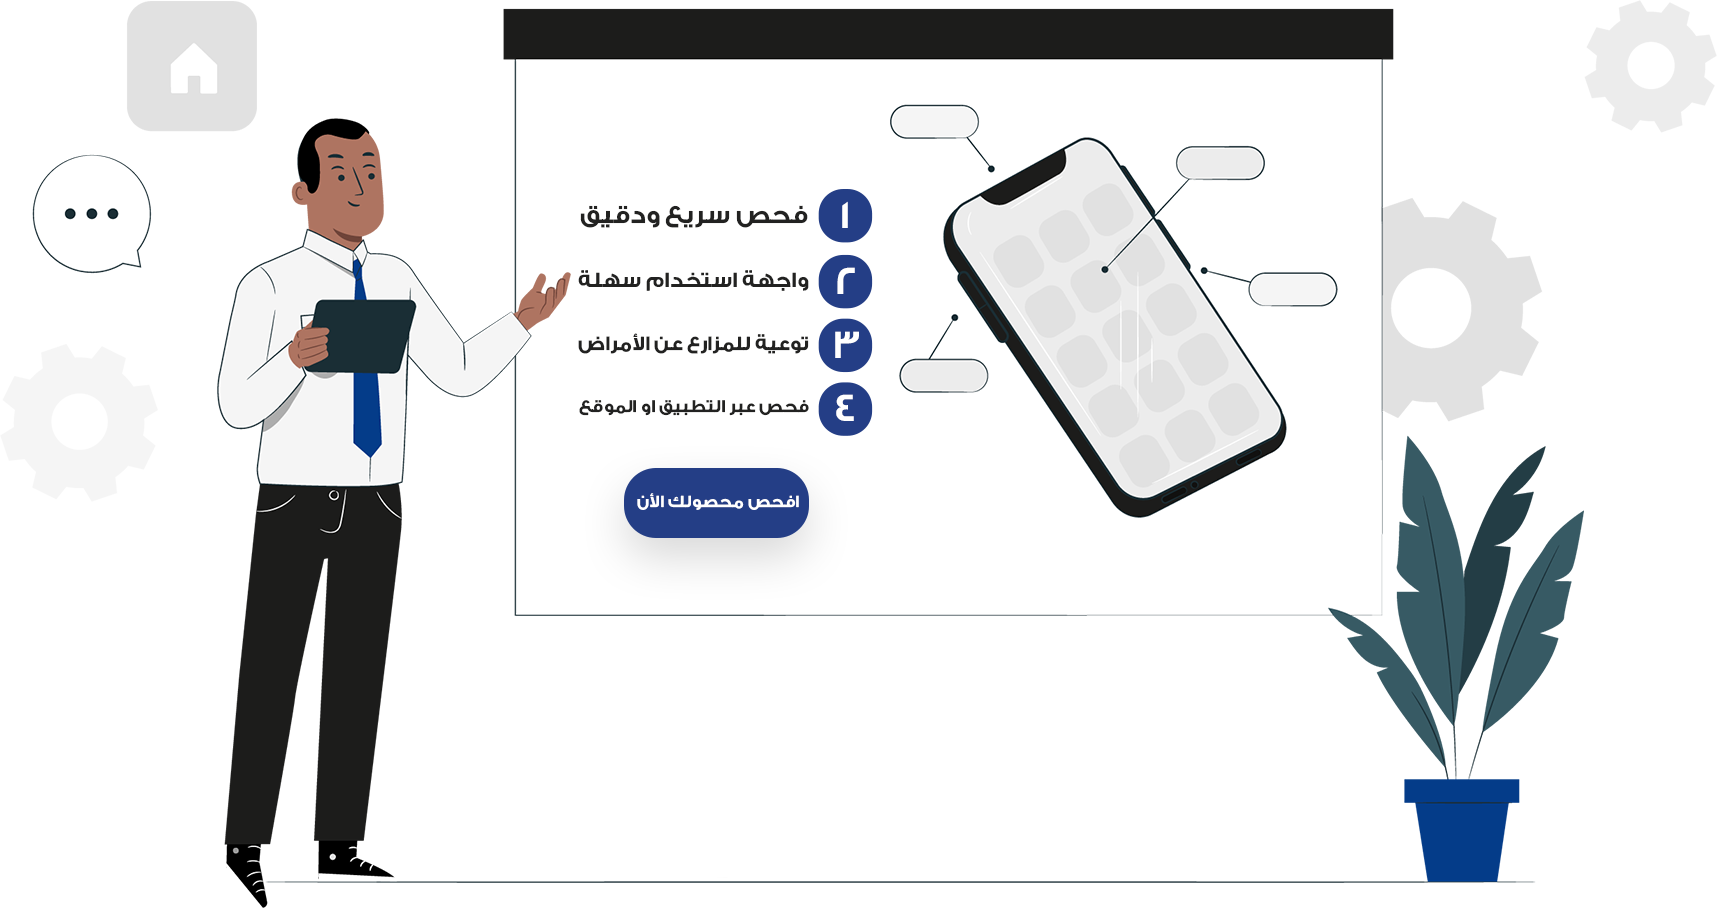 ١ فحص سريع ودقيق
٢ واجهة استخدام سهلة
٣ توعية للمزارع عن الأمراض
٤ فحص عبر التطبيق او الموقع
افحص محصولك الأن